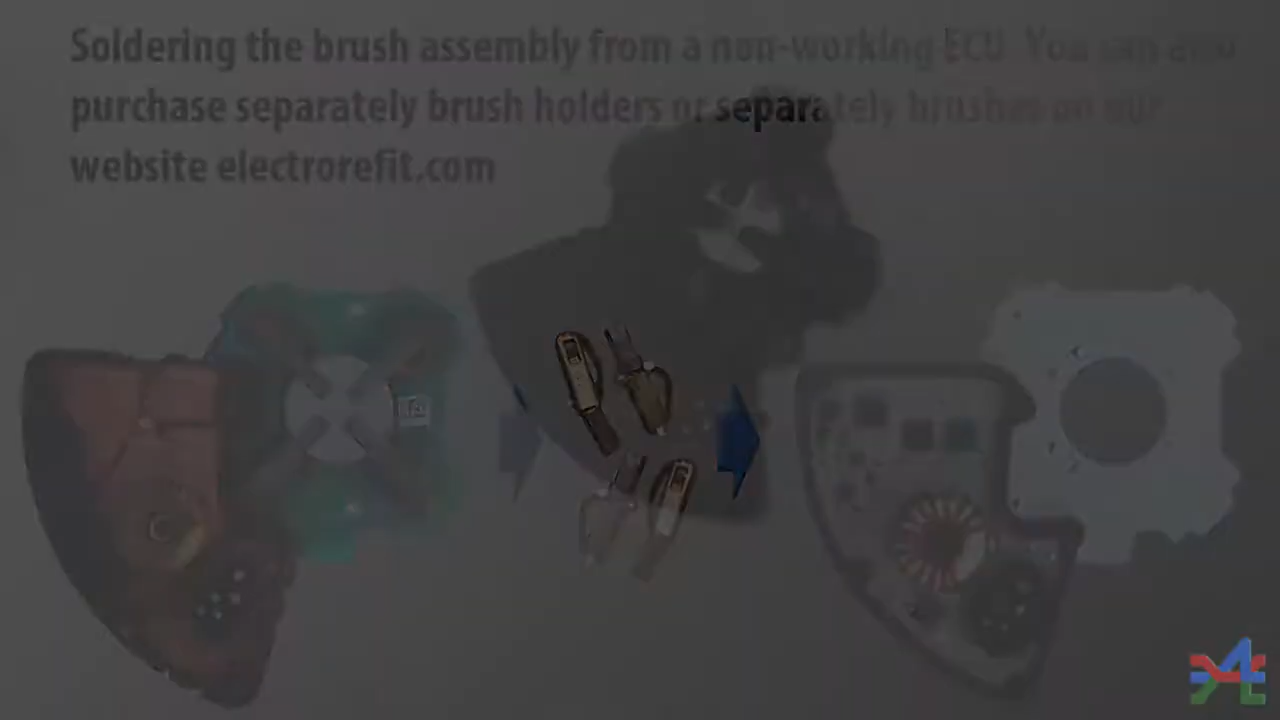 Soldering the brush assembly from a non-working ECU. You can also
purchase separately brush holders or separately brushes on our
website electrorefit.com